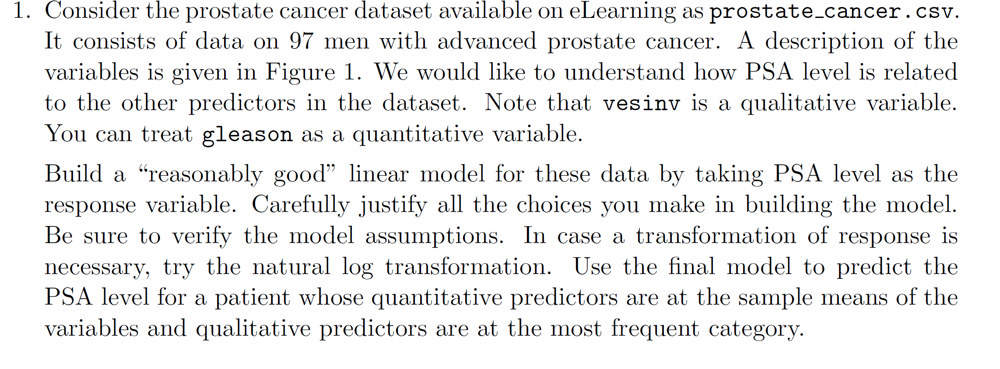 1. Consider the prostate cancer dataset available on eLearning as prostate_cancer.csv.
It consists of data on 97 men with advanced prostate cancer. A description of the
variables is given in Figure 1. We would like to understand how PSA level is related
to the other predictors in the dataset. Note that vesinv is a qualitative variable.
You can treat gleason as a quantitative variable.
Build a “reasonably good” linear model for these data by taking PSA level as the
response variable. Carefully justify all the choices you make in building the model.
Be sure to verify the model assumptions. In case a transformation of response is
necessary, try the natural log transformation. Use the final model to predict the
PSA level for a patient whose quantitative predictors are at the sample means of the
variables and qualitative predictors are at the most frequent category.